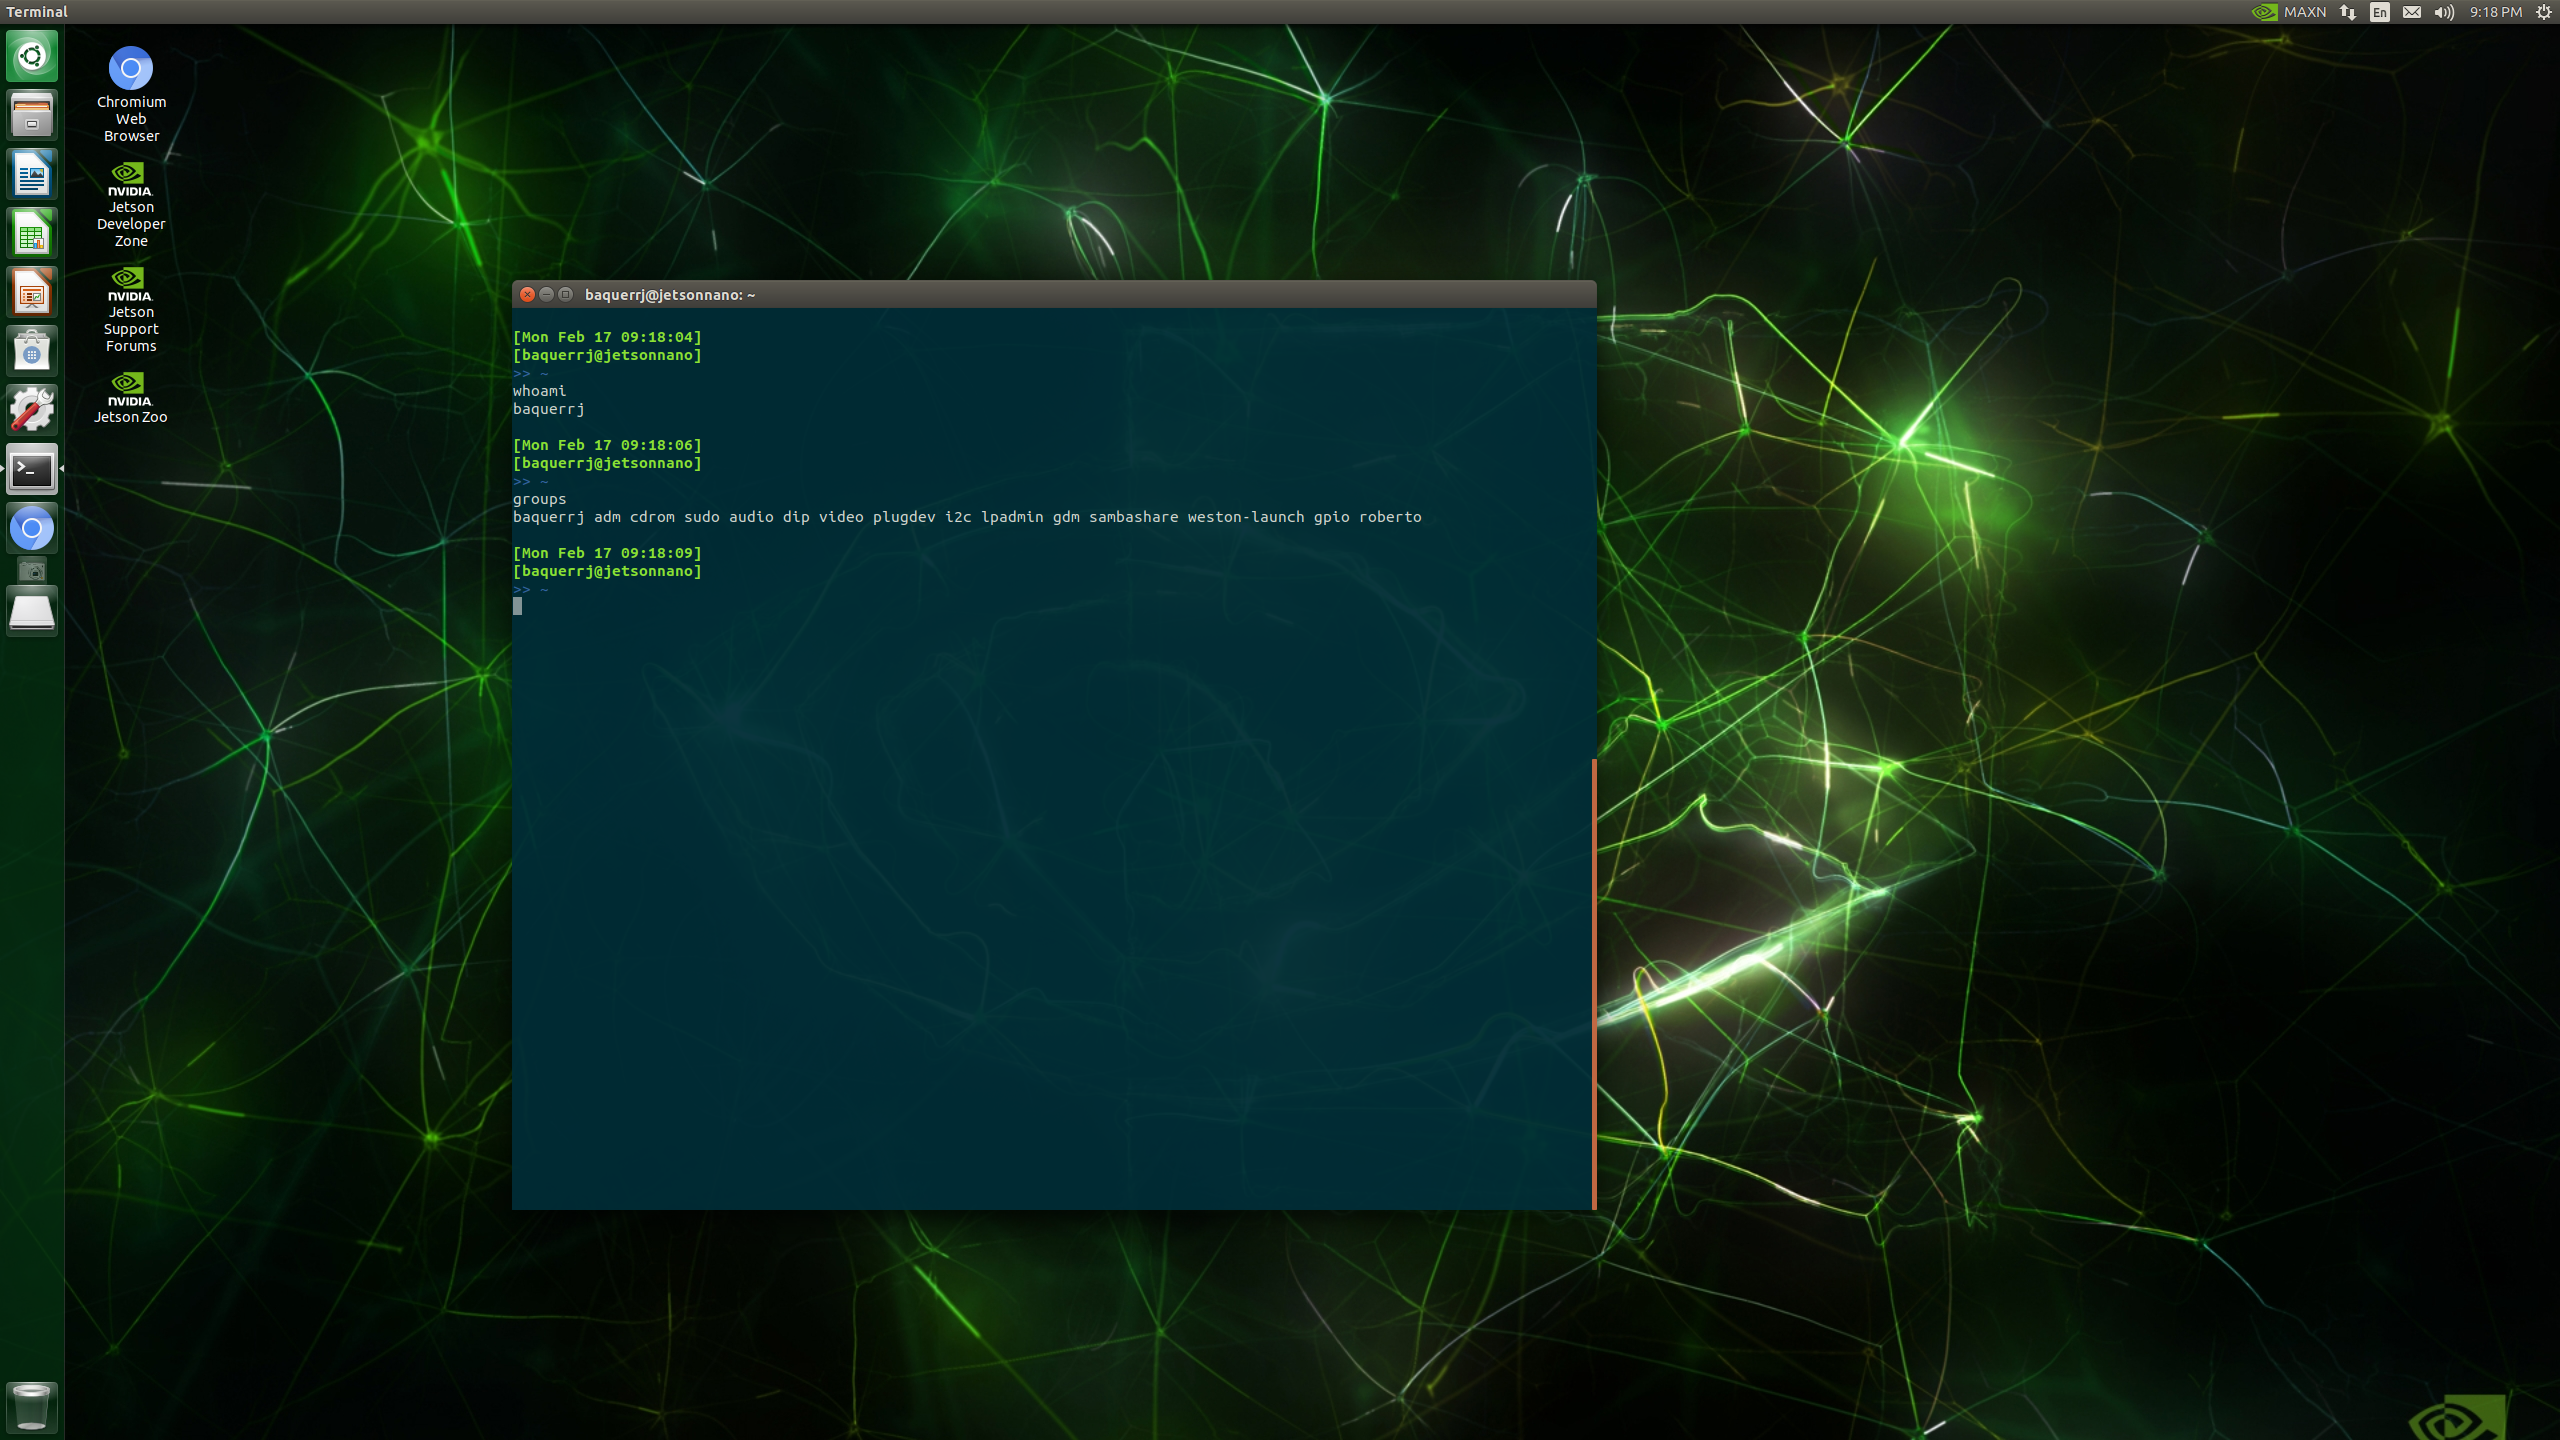 Terminal
MAXN
En
9:18 PM
Chromium
Web
Browser
NVIDIA.
Jetson
Developer
Zone
NVIDIA.
Jetson
Support
Forums
NVIDIA.
Jetson Zoo
baquerrj@jetsonnano: ~
[Mon Feb 17 09:18:04]
[baquerrj@jetsonnano]
>> ~
whoami
baquerrj
[Mon Feb 17 09:18:06]
[baquerrj@jetsonnano]
>> ~
groups
baquerrj adm cdrom sudo audio dip video plugdev i2c lpadmin gdm sambashare weston-launch gpio roberto
[Mon Feb 17 09:18:09]
[baquerrj@jetsonnano]
>> ~
>_